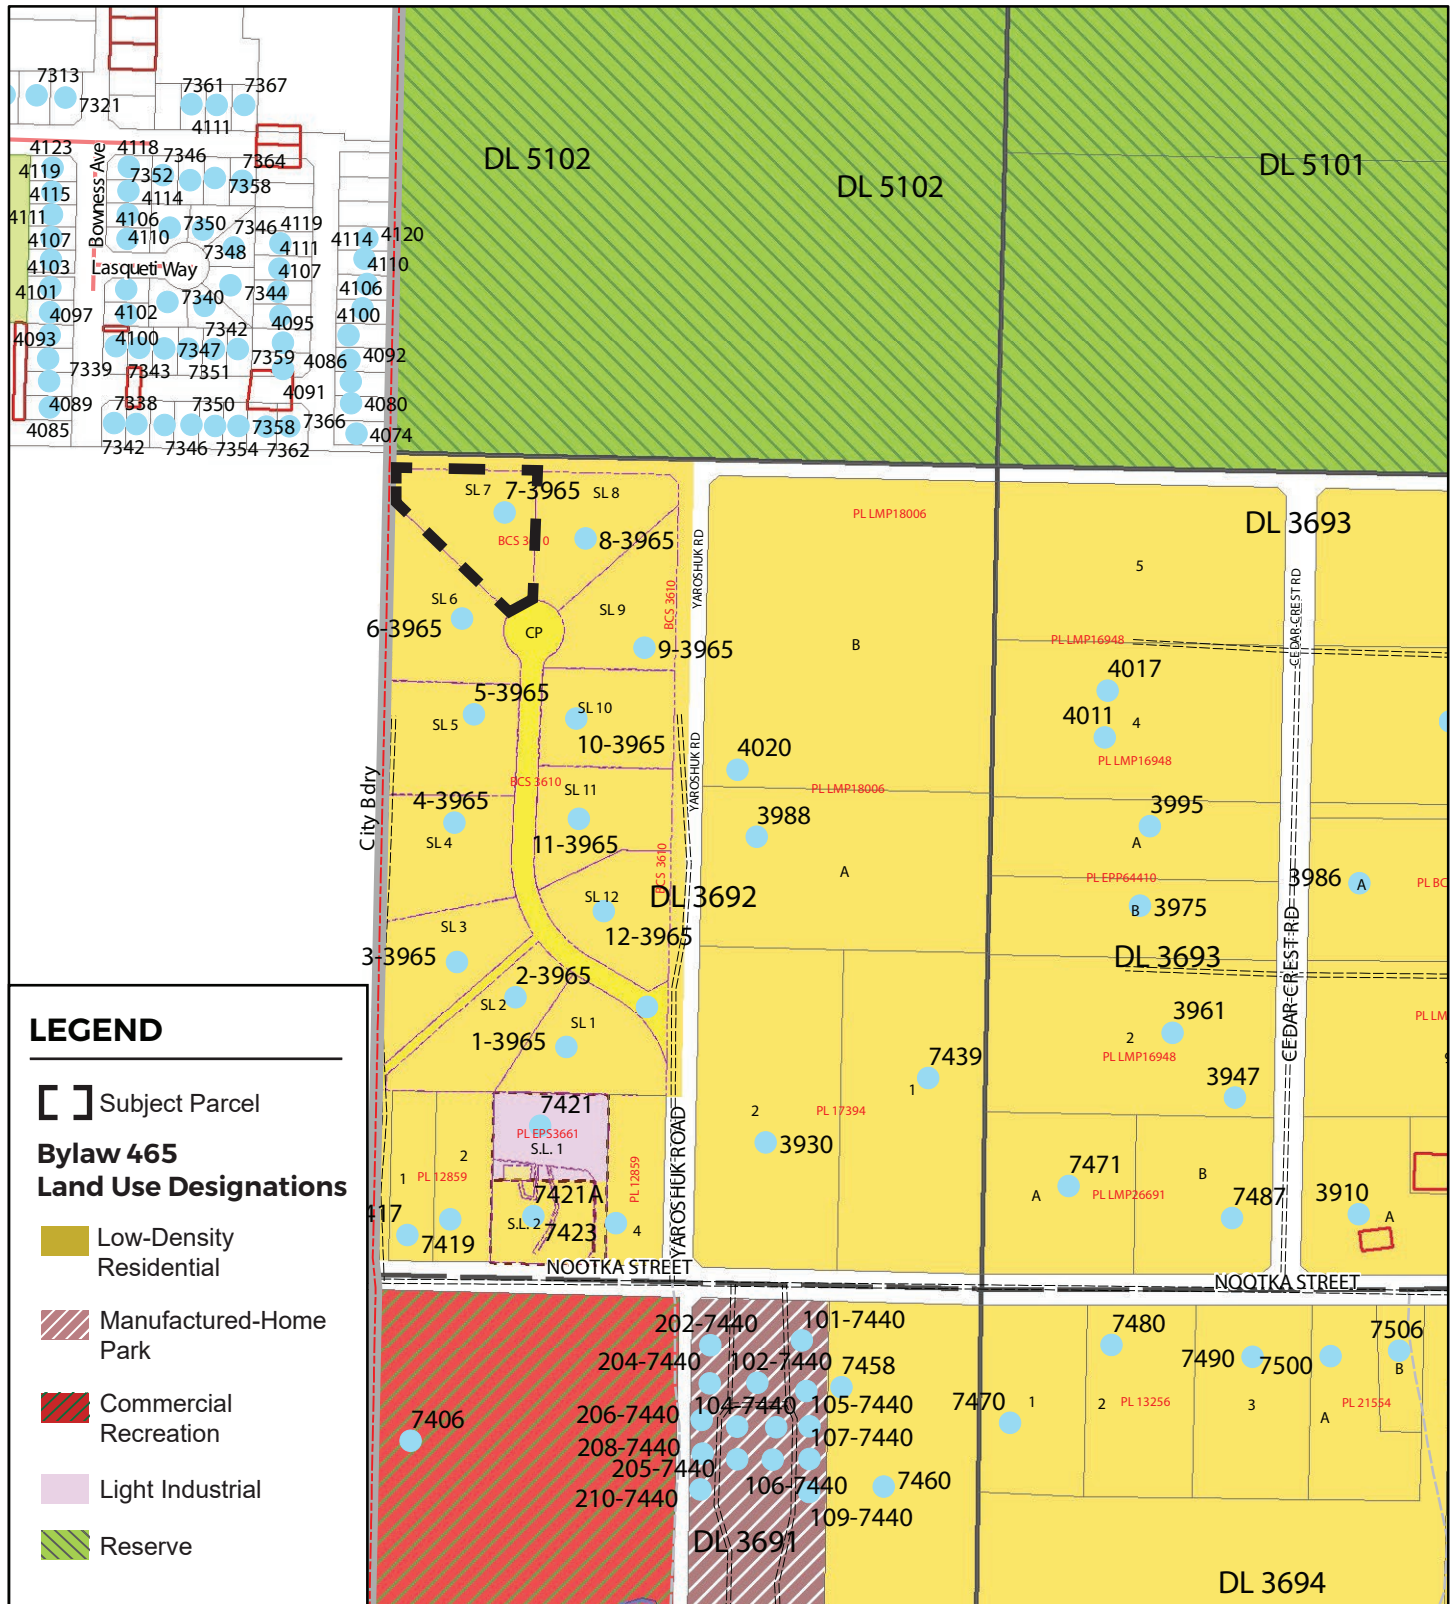 7313
7321
7361
7367
4111
4123
4118
7346
7364
4119
7352
7358
4115
4114
4111
4106
7350
7346
4119
4107
4110
7348
4111
4114
4120
Bowness Ave
Lasqueti Way
4107
4110
4103
4101
7340
7344
4106
4097
4102
4095
4100
4093
4100
7342
7347
7359
4086
4092
7339
7343
7351
4091
4089
7338
7350
4080
4085
7358
7366
4074
7342
7346
7354
7362
DL 5102
DL 5102
DL 5101
SL 7
7-3965
SL 8
BCS 3610
8-3965
SL 6
6-3965
SL 9
CP
9-3965
BCS 3610
YAROSHUK RD
PL LMP18006
DL 3693
5
B
CEDAR-CREST RD
PL LMP16948
4017
4011
4
PL LMP16948
5-3965
SL 5
SL 10
10-3965
YAROSHUK RD
4020
BCS 3610
SL 11
4-3965
SL 4
11-3965
PL LMP18006
3988
A
3995
A
PL EPP64410
B
3975
3986
A
PL BC
City Bdry
BCS 3610
DL 3692
SL 12
12-3965
SL 3
3-3965
DL 3693
2-3965
SL 2
SL 1
1-3965
3961
2
PL LMP16948
PL LM
CEDAR-CREST RD
7439
1
3947
2
PL 17394
3930
7421
PL EPS3661
S.L. 1
1
2
PL 12859
PL 12859
7421A
S.L. 2
7423
4
417
7419
YAROSHUK ROAD
7471
A
PL LMP26691
B
7487
3910
A
NOOTKA STREET
NOOTKA STREET
202-7440
101-7440
204-7440
102-7440
7458
7480
7506
7490
7500
B
206-7440
104-7440
105-7440
7470
1
2
PL 13256
3
A
PL 21554
7406
208-7440
107-7440
205-7440
106-7440
7460
210-7440
109-7440
DL 3691
DL 3694
LEGEND
Subject Parcel
Bylaw 465
Land Use Designations
Low-Density
Residential
Manufactured-Home
Park
Commercial
Recreation
Light Industrial
Reserve